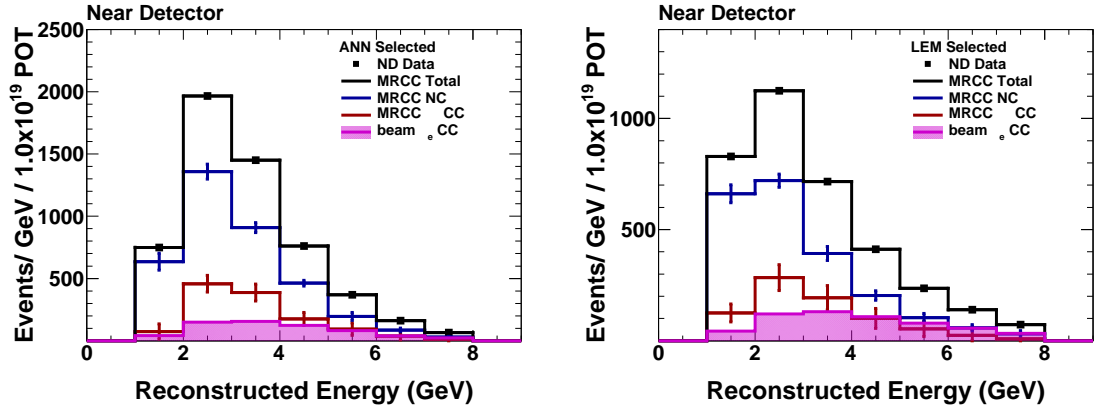 Near Detector
Events/ GeV / 1.0x10¹⁹ POT
2500
2000
1500
1000
500
ANN Selected
ND Data
MRCC Total
MRCC NC
MRCC CC
beam ₑ CC
0 2 4 6 8
Reconstructed Energy (GeV)
Near Detector
Events/ GeV / 1.0x10¹⁹ POT
1000
500
LEM Selected
ND Data
MRCC Total
MRCC NC
MRCC CC
beam ₑ CC
0 2 4 6 8
Reconstructed Energy (GeV)